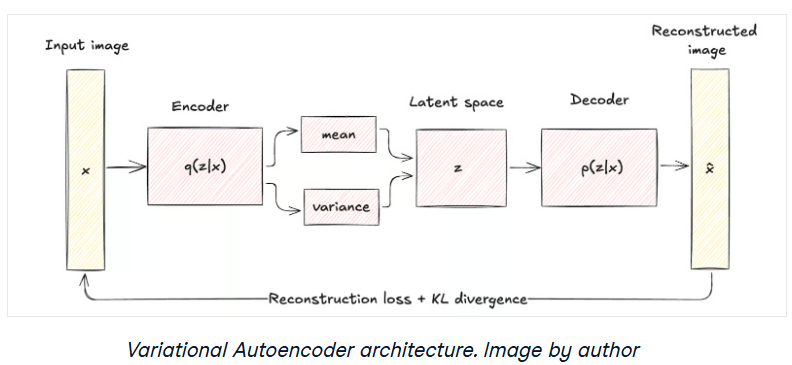 Input image
Reconstructed
image
Encoder
Latent space
Decoder
mean
x
q(z|x)
z
p(z|x)
x̂
variance
Reconstruction loss + KL divergence
Variational Autoencoder architecture. Image by author